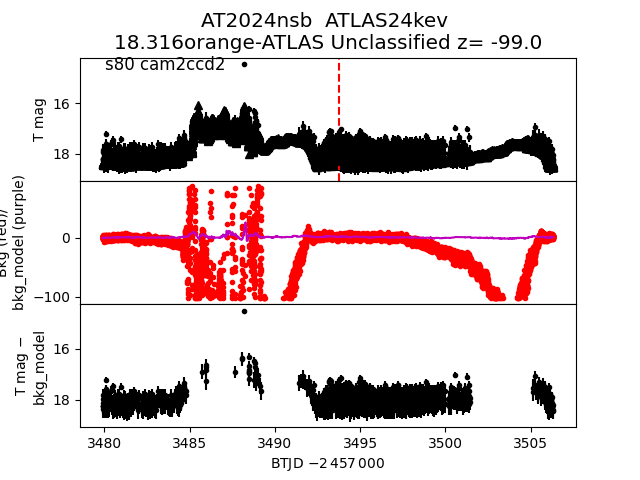 AT2024nsb  ATLAS24kev
18.316orange-ATLAS Unclassified z= -99.0
s80 cam2ccd2
T mag
16
18
Bkg (red)/
bkg_model (purple)
0
−100
T mag −
bkg_model
16
18
3480 3485 3490 3495 3500 3505
BTJD −2 457 000